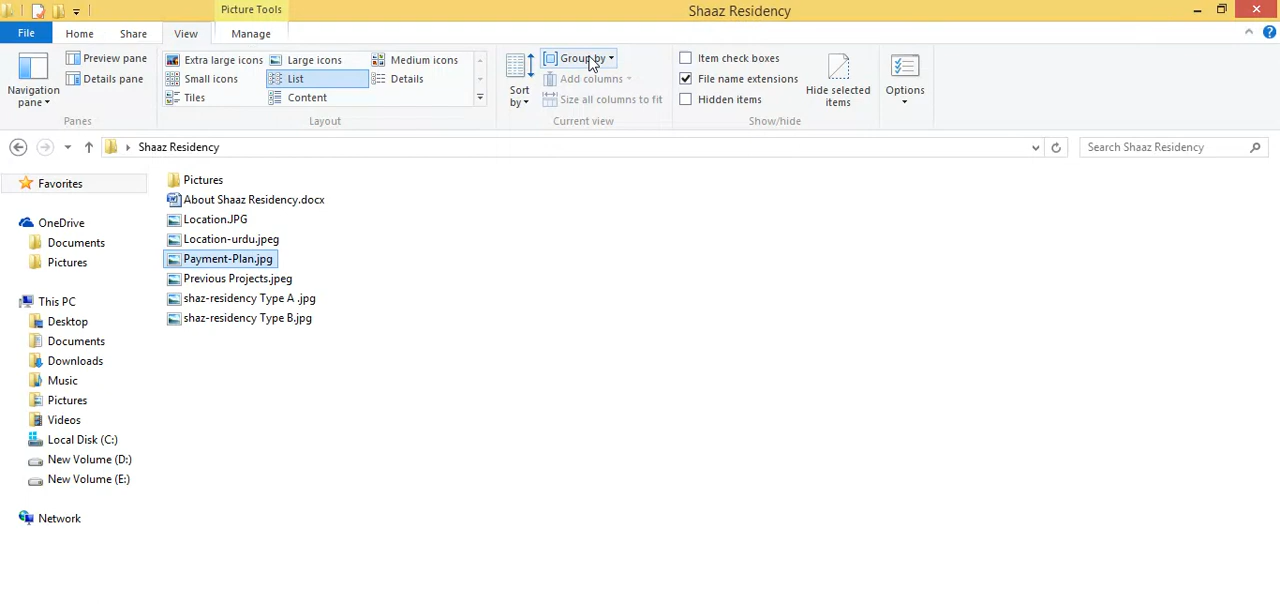 Picture Tools
Shaaz Residency
File
Home
Share
View
Manage
Navigation pane
Preview pane
Details pane
Panes
Extra large icons
Large icons
Medium icons
Small icons
List
Details
Tiles
Content
Layout
Sort by
Group by
Add columns
Size all columns to fit
Current view
Item check boxes
File name extensions
Hidden items
Hide selected items
Show/hide
Options
Shaaz Residency
Search Shaaz Residency
Favorites
OneDrive
Documents
Pictures
This PC
Desktop
Documents
Downloads
Music
Pictures
Videos
Local Disk (C:)
New Volume (D:)
New Volume (E:)
Network
Pictures
About Shaaz Residency.docx
Location.JPG
Location-urdu.jpeg
Payment-Plan.jpg
Previous Projects.jpeg
shaz-residency Type A .jpg
shaz-residency Type B.jpg